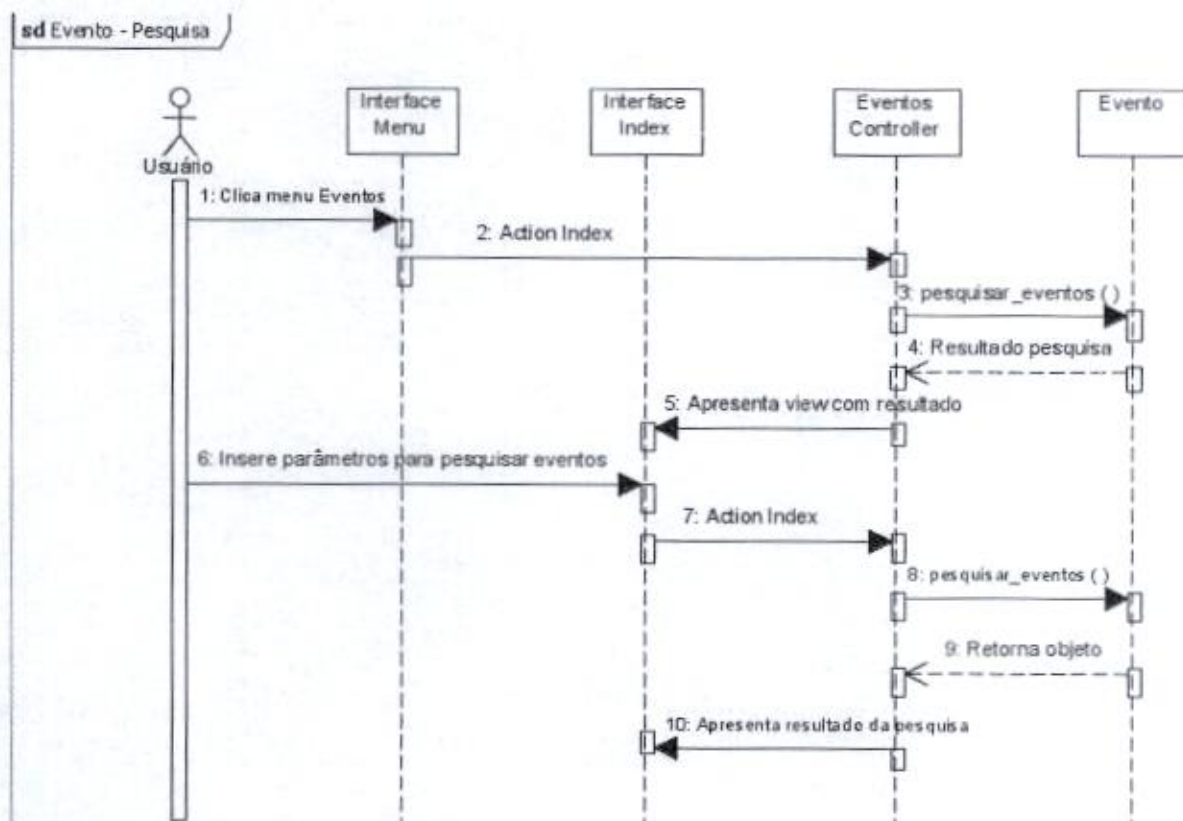 sd Evento - Pesquisa
Usuário
Interface
Menu
Interface
Index
Eventos
Controller
Evento
1: Clica menu Eventos
2: Action Index
3: pesquisar_eventos ( )
4: Resultado pesquisa
5: Apresenta view com resultado
6: Insere parâmetros para pesquisar eventos
7: Action Index
8: pesquisar_eventos ( )
9: Retorna objeto
10: Apresenta resultado da pesquisa